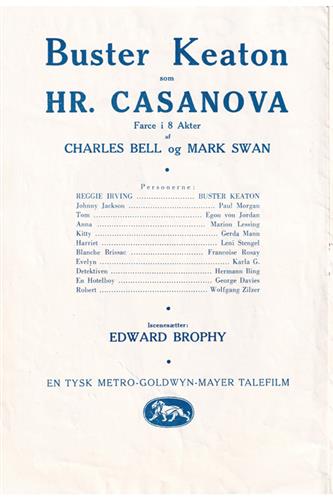 Buster Keaton
som
HR. CASANOVA
Farce i 8 Akter
af
CHARLES BELL og MARK SWAN
Personerne:
REGGIE IRVING ........................ BUSTER KEATON
Johnny Jackson ........................ Paul Morgan
Tom ........................ Egon von Jordan
Anna ........................ Marion Lessing
Kitty ........................ Gerda Mann
Harriet ........................ Leni Stengel
Blanche Brissac ........................ Francoise Rosay
Evelyn ........................ Karla G.
Detektiven ........................ Hermann Bing
En Hotelboy ........................ George Davies
Robert ........................ Wolfgang Zilzer
Iscenesætter:
EDWARD BROPHY
EN TYSK METRO-GOLDWYN-MAYER TALEFILM